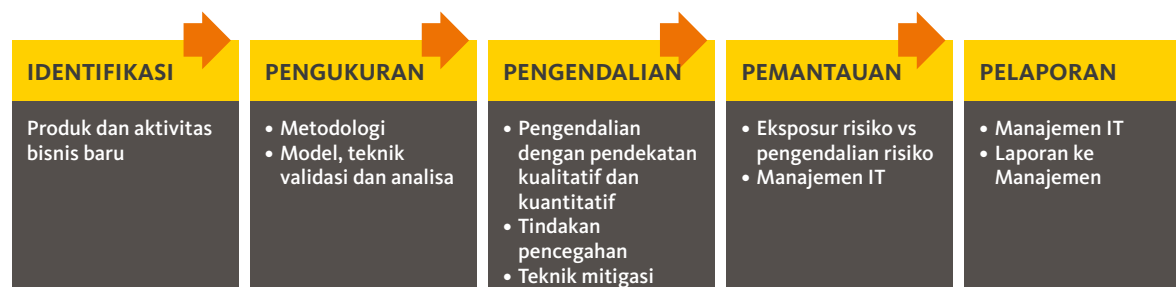 IDENTIFIKASI
Produk dan aktivitas
bisnis baru
PENGUKURAN
• Metodologi
• Model, teknik
validasi dan analisa
PENGENDALIAN
• Pengendalian
dengan pendekatan
kualitatif dan
kuantitatif
• Tindakan
pencegahan
• Teknik mitigasi
PEMANTAUAN
• Eksposur risiko vs
pengendalian risiko
• Manajemen IT
PELAPORAN
• Manajemen IT
• Laporan ke
Manajemen